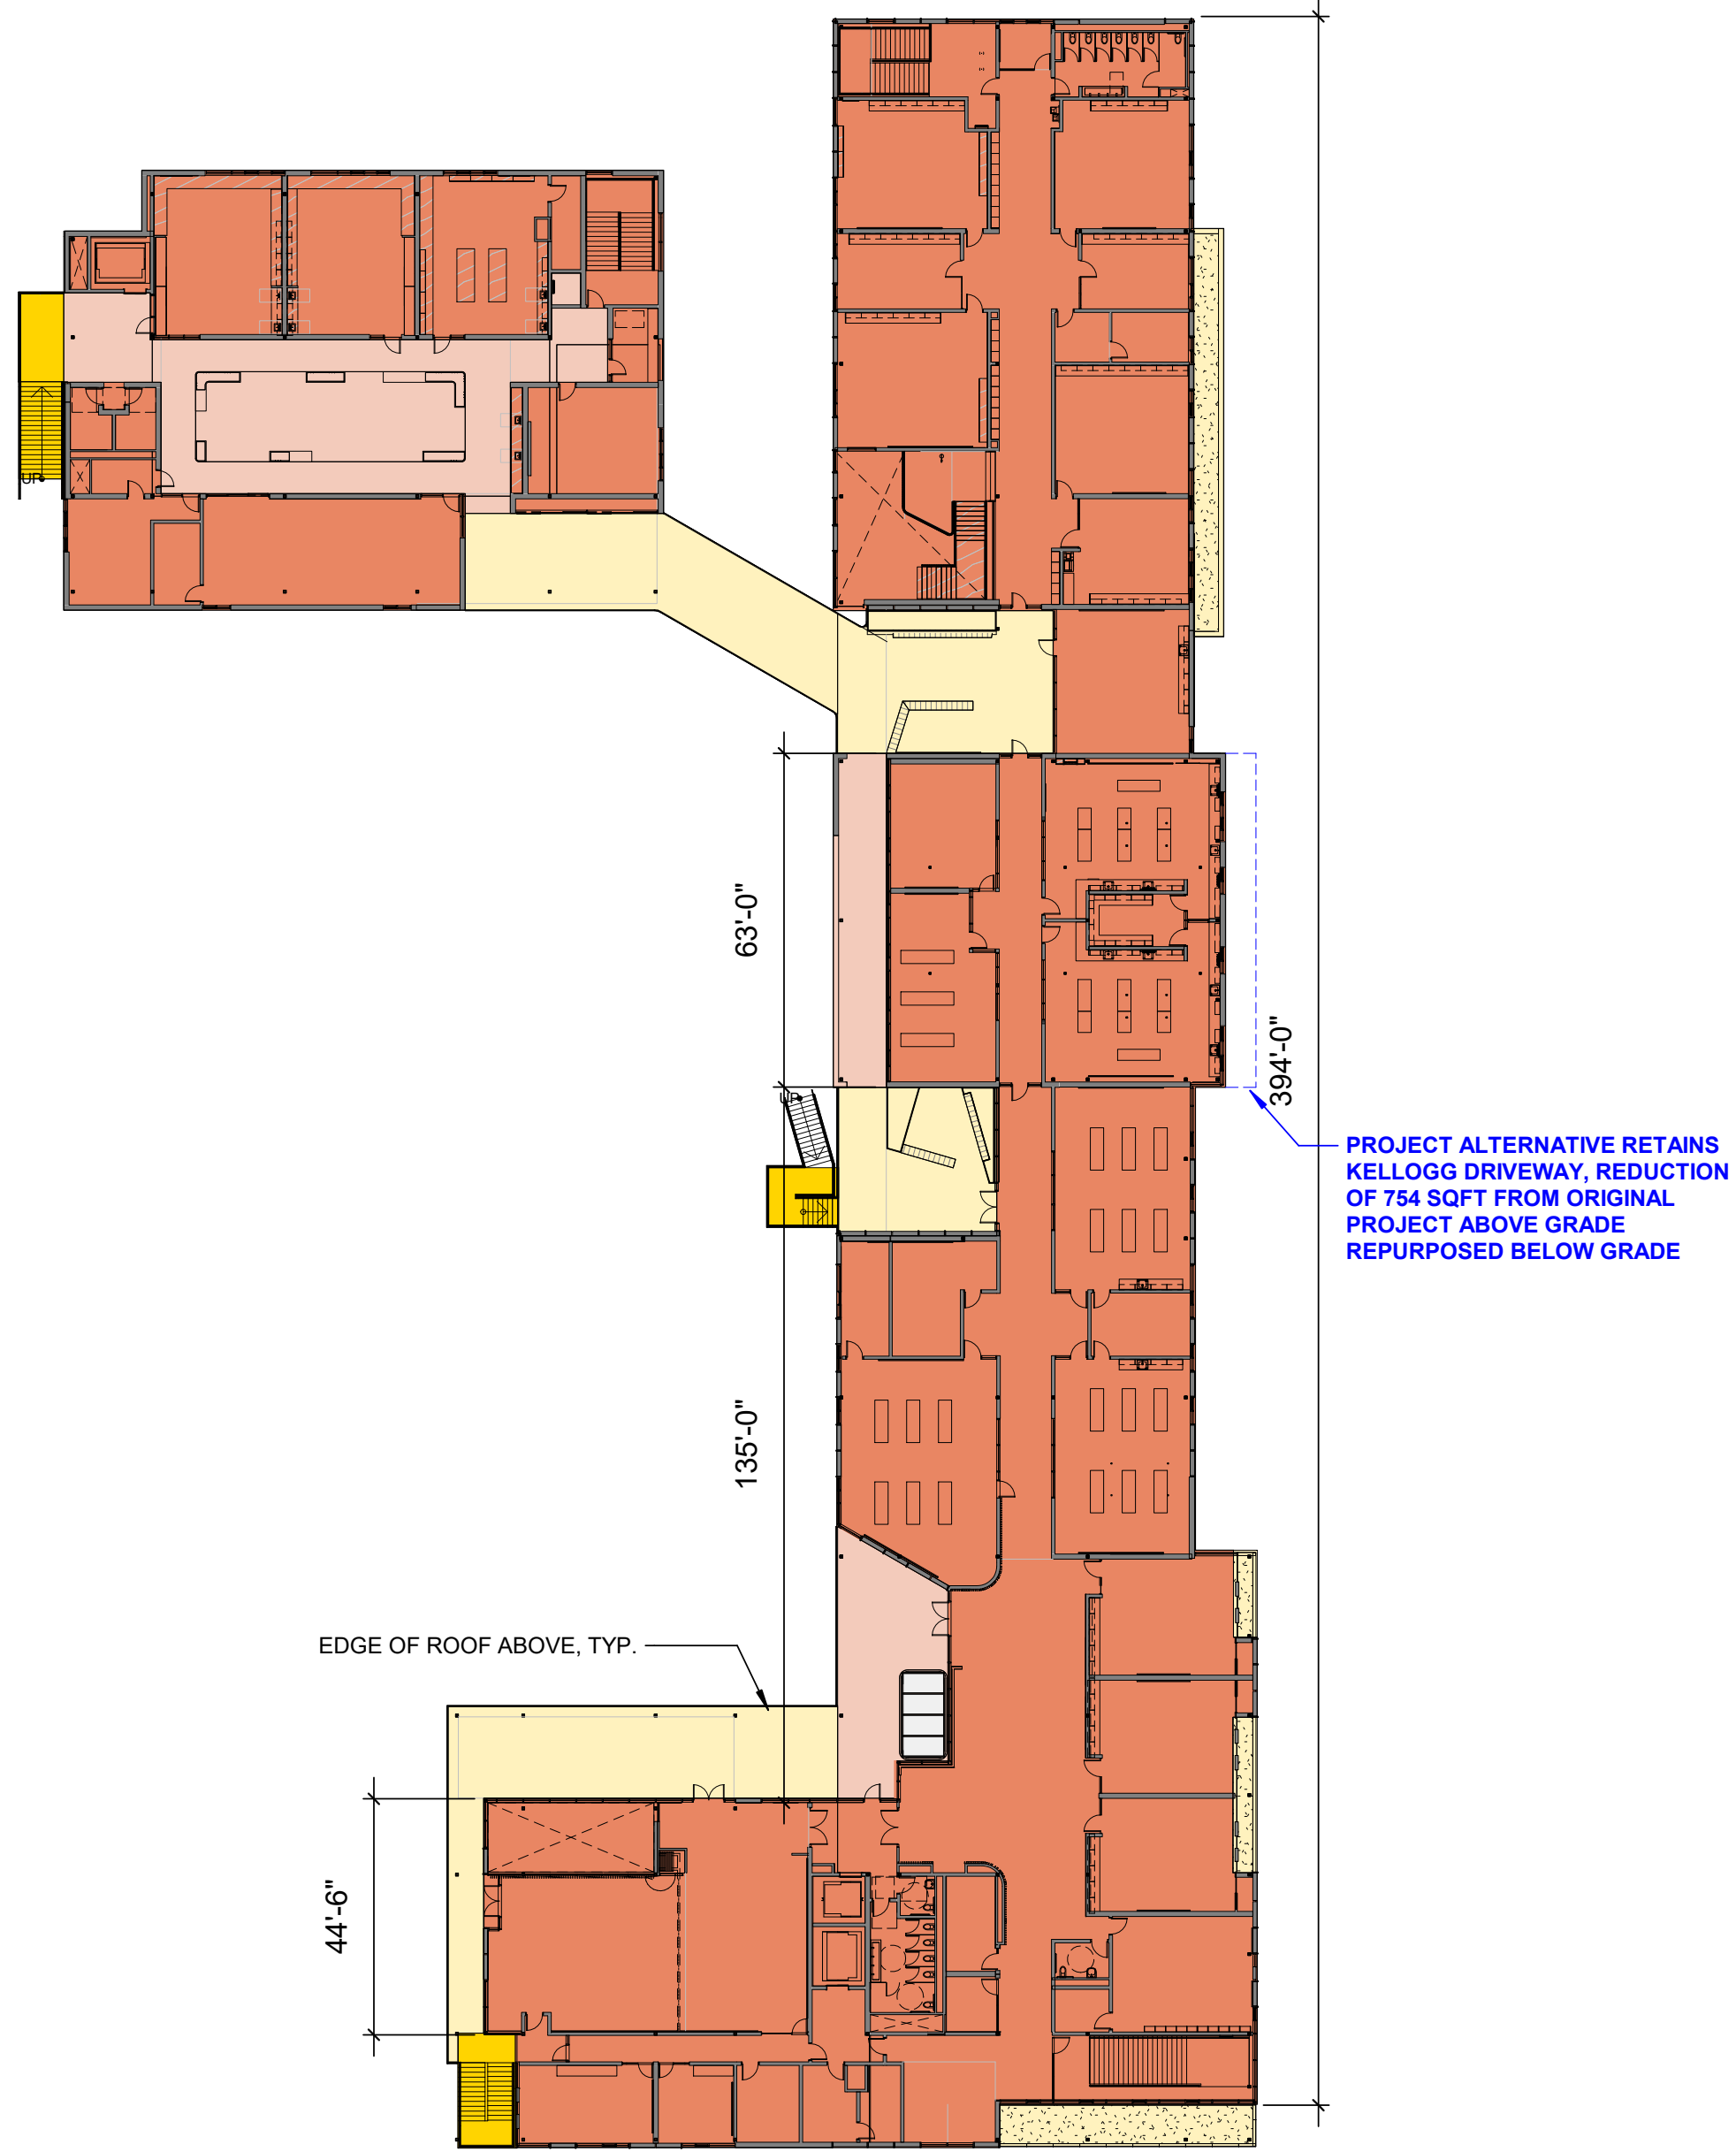 UP
63'-0"
394'-0"
UP
PROJECT ALTERNATIVE RETAINS
KELLOGG DRIVEWAY, REDUCTION
OF 754 SQFT FROM ORIGINAL
PROJECT ABOVE GRADE
REPURPOSED BELOW GRADE
135'-0"
EDGE OF ROOF ABOVE, TYP.
44'-6"